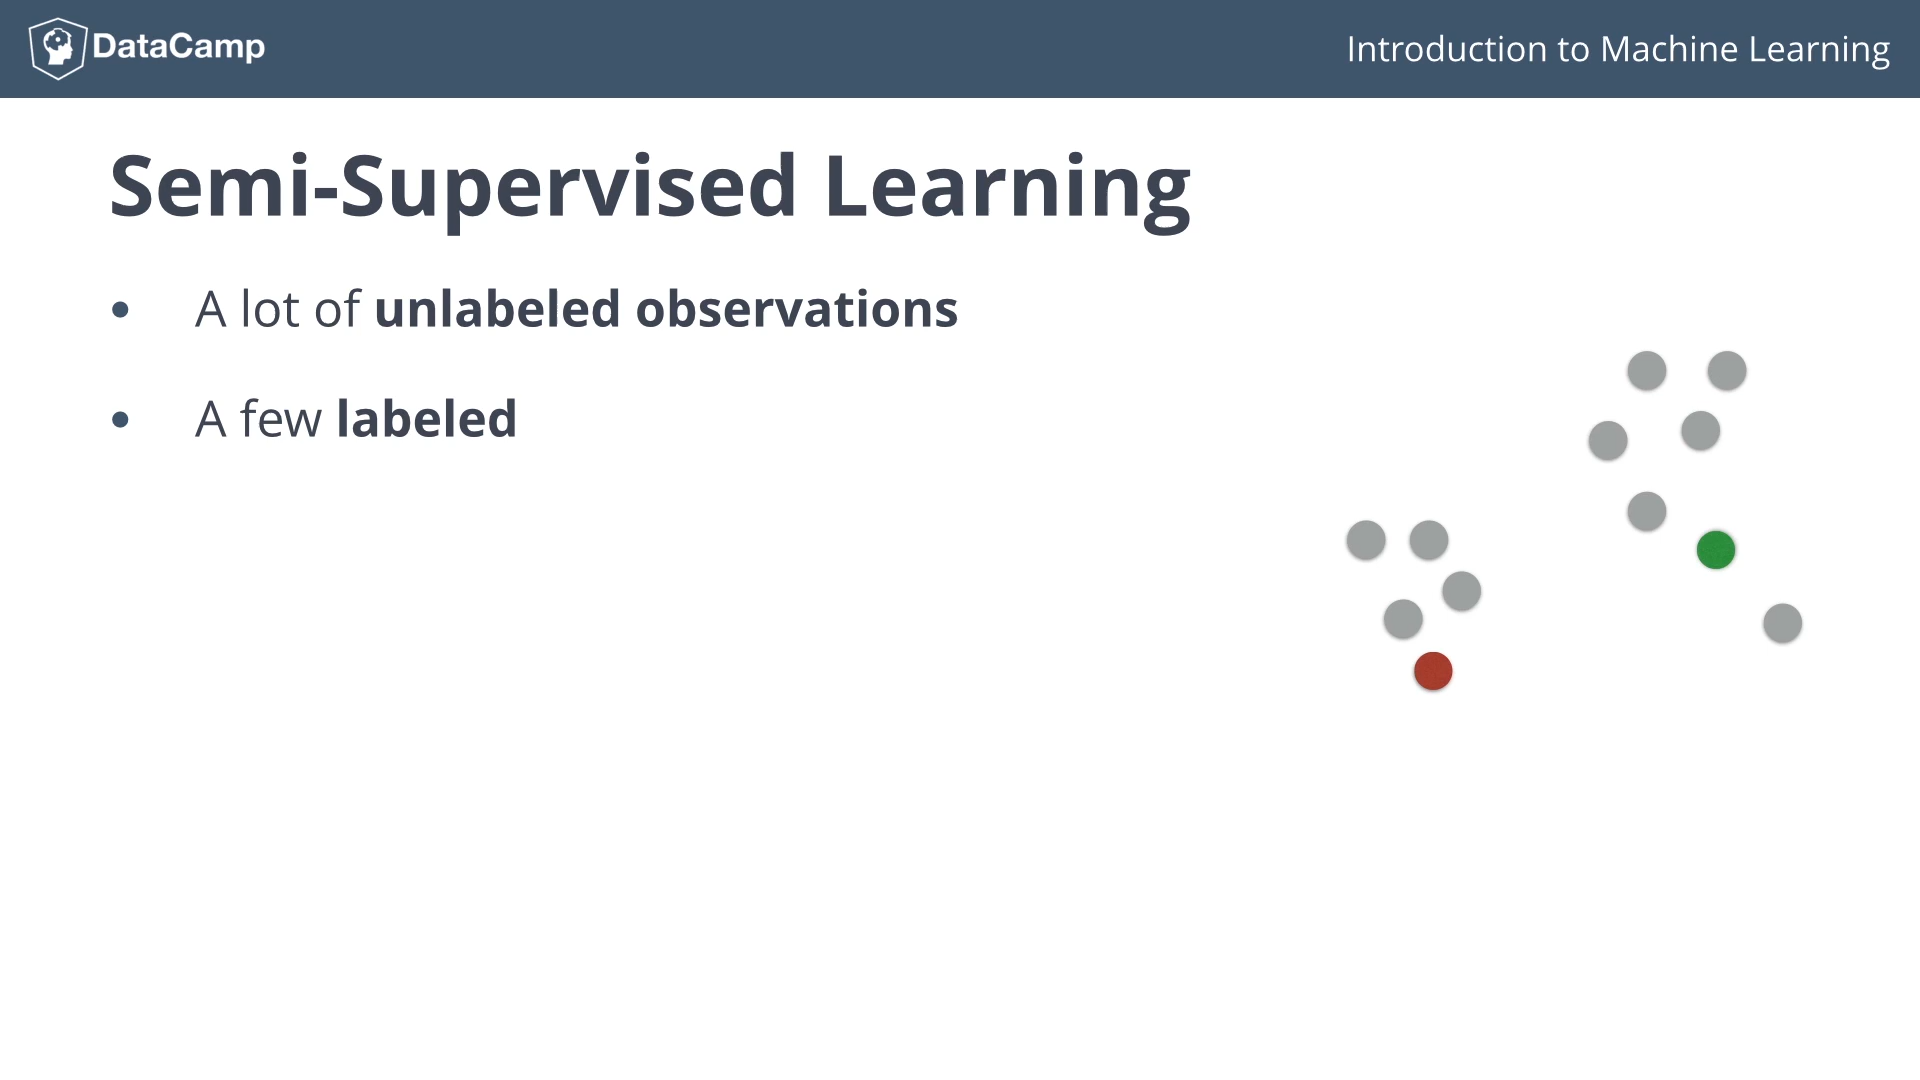 DataCamp
Introduction to Machine Learning
Semi-Supervised Learning
• A lot of unlabeled observations
• A few labeled